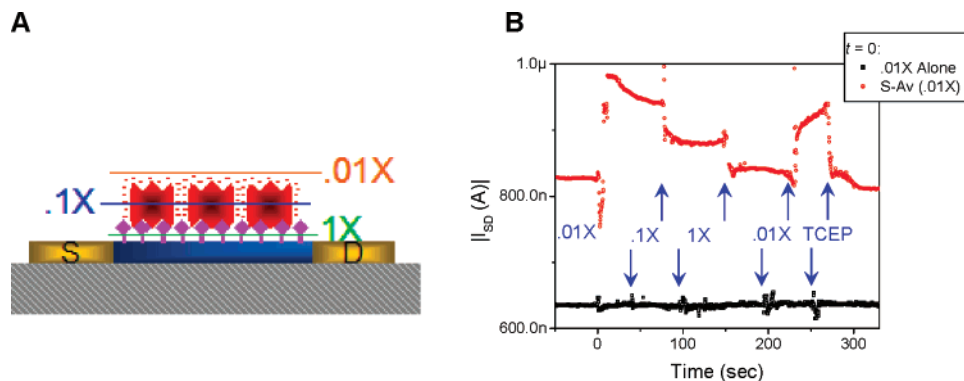 A
.01X
.1X
1X
S
D
B
t = 0:
.01X Alone
S-Av (.01X)
1.0μ
800.0n
600.0n
||I_SD (A)||
.01X
.1X
1X
.01X
TCEP
0
100
200
300
Time (sec)